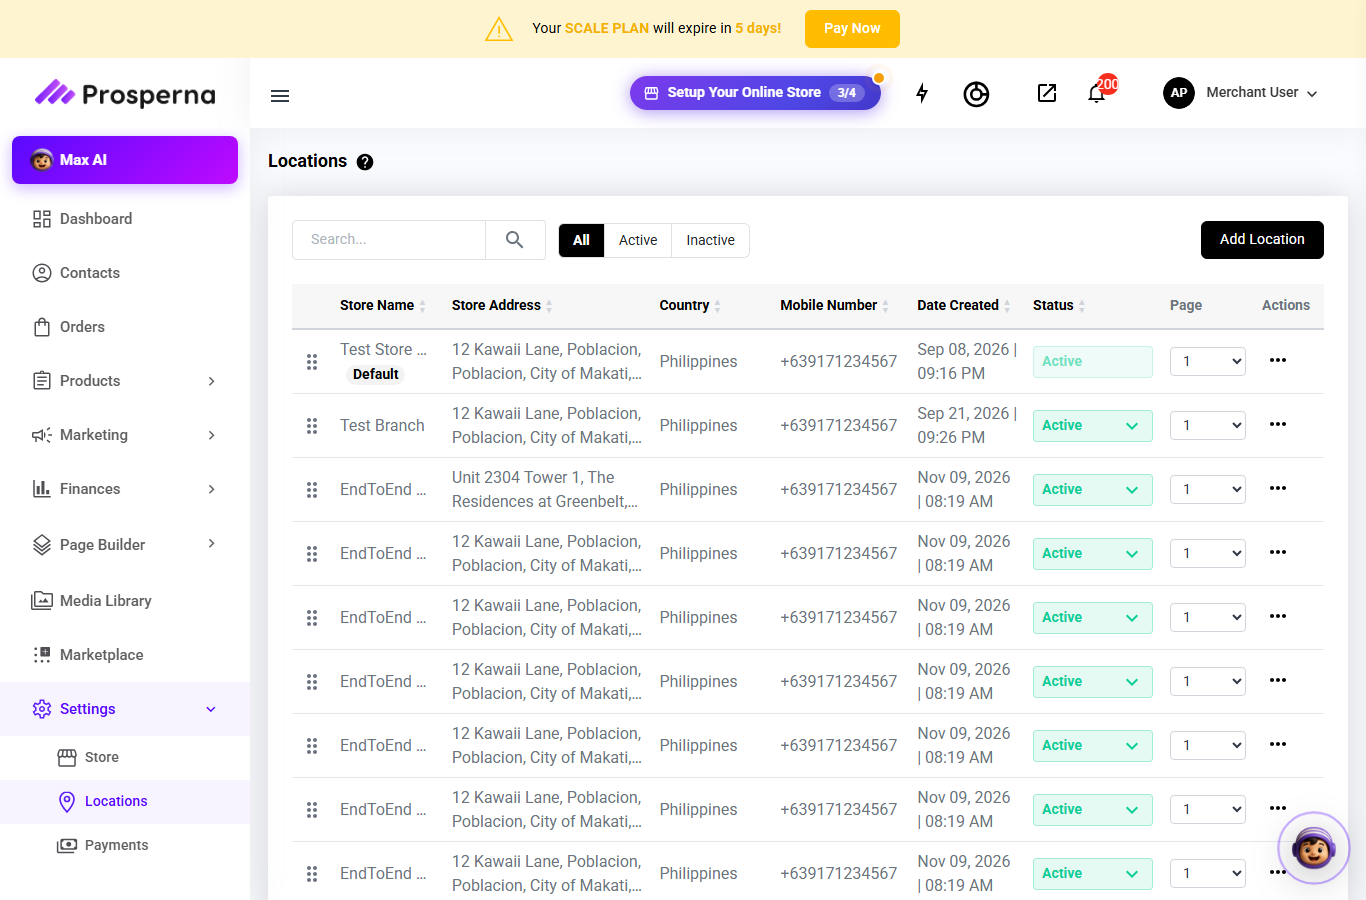 Your SCALE PLAN will expire in 5 days!
Pay Now
Prosperna
Setup Your Online Store 3/4
200
AP
Merchant User
Max AI
Dashboard
Contacts
Orders
Products
Marketing
Finances
Page Builder
Media Library
Marketplace
Settings
Store
Locations
Payments
Locations
Search...
All
Active
Inactive
Add Location
Store Name Store Address Country Mobile Number Date Created Status Page Actions
Test Store ...
Default
12 Kawaii Lane, Poblacion,
Poblacion, City of Makati,...
Philippines
+639171234567
Sep 08, 2026 |
09:16 PM
Active
1
Test Branch
12 Kawaii Lane, Poblacion,
Poblacion, City of Makati,...
Philippines
+639171234567
Sep 21, 2026 |
09:26 PM
Active
1
EndToEnd ...
Unit 2304 Tower 1, The
Residences at Greenbelt,...
Philippines
+639171234567
Nov 09, 2026
| 08:19 AM
Active
1
EndToEnd ...
12 Kawaii Lane, Poblacion,
Poblacion, City of Makati,...
Philippines
+639171234567
Nov 09, 2026
| 08:19 AM
Active
1
EndToEnd ...
12 Kawaii Lane, Poblacion,
Poblacion, City of Makati,...
Philippines
+639171234567
Nov 09, 2026
| 08:19 AM
Active
1
EndToEnd ...
12 Kawaii Lane, Poblacion,
Poblacion, City of Makati,...
Philippines
+639171234567
Nov 09, 2026
| 08:19 AM
Active
1
EndToEnd ...
12 Kawaii Lane, Poblacion,
Poblacion, City of Makati,...
Philippines
+639171234567
Nov 09, 2026
| 08:19 AM
Active
1
EndToEnd ...
12 Kawaii Lane, Poblacion,
Poblacion, City of Makati,...
Philippines
+639171234567
Nov 09, 2026
| 08:19 AM
Active
1
EndToEnd ...
12 Kawaii Lane, Poblacion,
Poblacion, City of Makati,...
Philippines
+639171234567
Nov 09, 2026
| 08:19 AM
Active
1